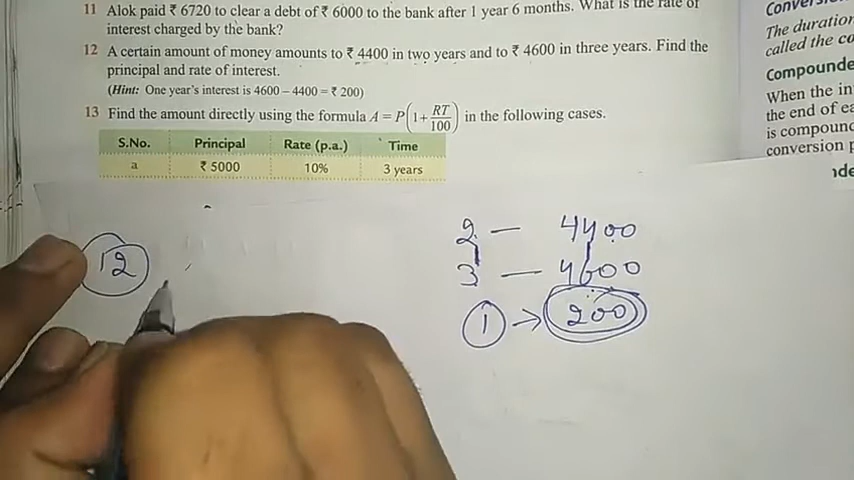 11 Alok paid ₹ 6720 to clear a debt of ₹ 6000 to the bank after 1 year 6 months. What is the rate of
interest charged by the bank?
12 A certain amount of money amounts to ₹ 4400 in two years and to ₹ 4600 in three years. Find the
principal and rate of interest.
(Hint: One year's interest is 4600 – 4400 = ₹ 200)
13 Find the amount directly using the formula A = P(1+RT/100) in the following cases.
S.No. Principal Rate (p.a.) Time
a ₹ 5000 10% 3 years
The duration
called the co
Compounde
When the in
the end of ea
is compound
conversion p
12
2 — 4400
3 — 4600
1 → 200